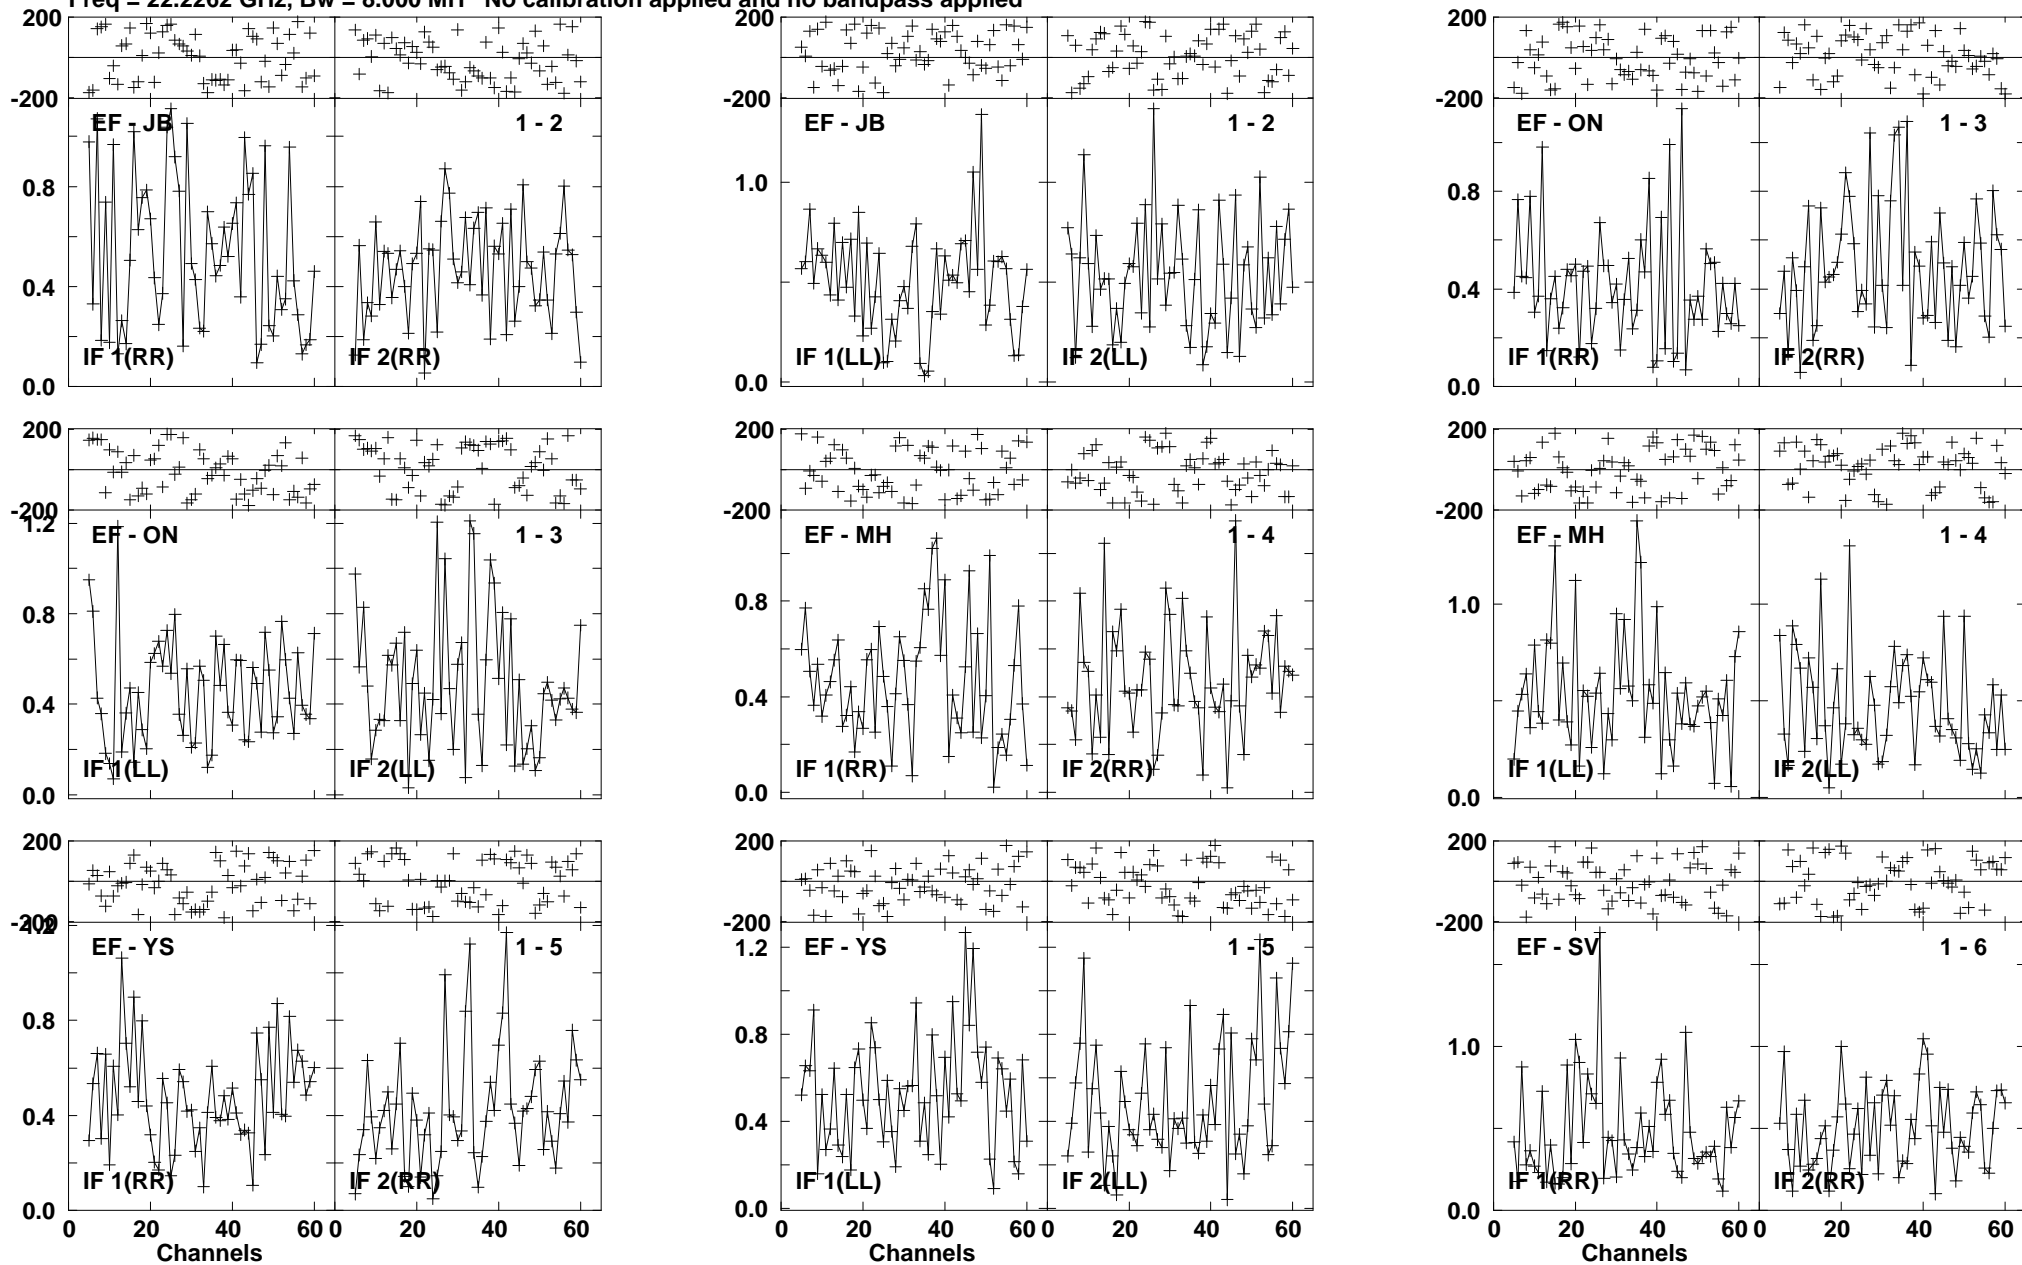 Freq = 22.2262 GHz, Bw = 8.000 MH No calibration applied and no bandpass applied
200
-200
EF - JB
1 - 2
0.8
0.4
0.0
IF 1(RR)
IF 2(RR)
200
-200
EF - JB
1 - 2
1.0
0.0
IF 1(LL)
IF 2(LL)
200
-200
EF - ON
1 - 3
0.8
0.4
0.0
IF 1(RR)
IF 2(RR)
200
-200
1.2
EF - ON
1 - 3
0.8
0.4
0.0
IF 1(LL)
IF 2(LL)
200
-200
EF - MH
1 - 4
0.8
0.4
0.0
IF 1(RR)
IF 2(RR)
200
-200
EF - MH
1 - 4
1.0
0.0
IF 1(LL)
IF 2(LL)
200
-200
1.2
EF - YS
1 - 5
0.8
0.4
0.0
IF 1(RR)
IF 2(RR)
0 20 40 60 0 20 40 60
Channels
200
-200
1.2
EF - YS
1 - 5
0.8
0.4
0.0
IF 1(LL)
IF 2(LL)
0 20 40 60 0 20 40 60
Channels
200
-200
EF - SV
1 - 6
1.0
0.0
IF 1(RR)
IF 2(RR)
0 20 40 60 0 20 40 60
Channels